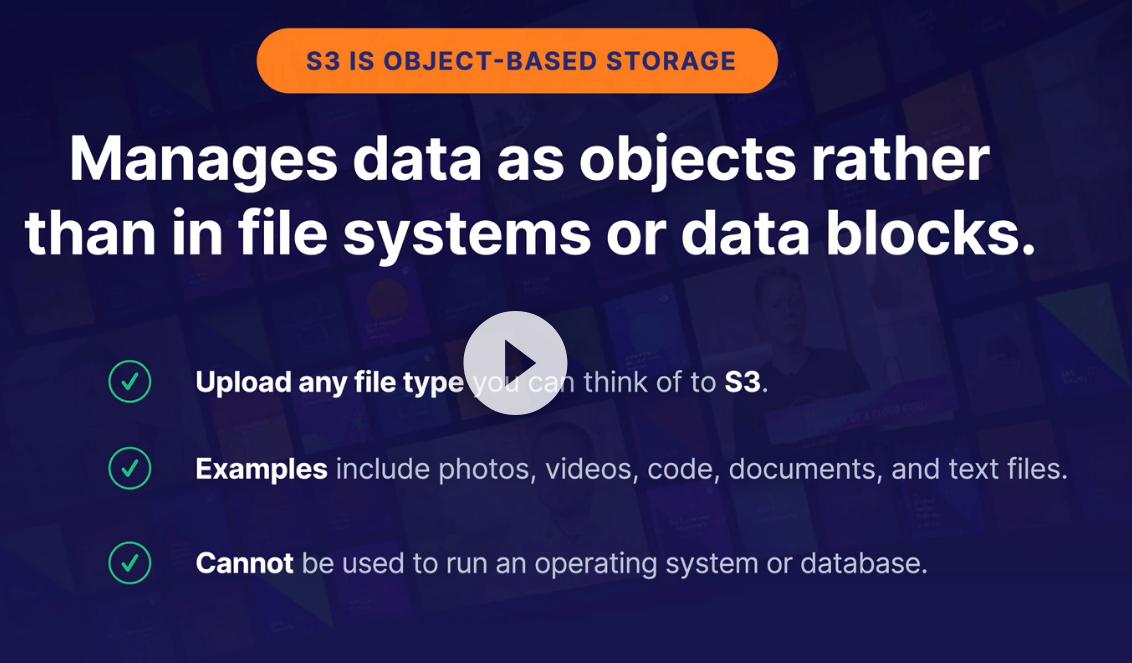 S3 IS OBJECT-BASED STORAGE
Manages data as objects rather
than in file systems or data blocks.
Upload any file type you can think of to S3.
Examples include photos, videos, code, documents, and text files.
Cannot be used to run an operating system or database.